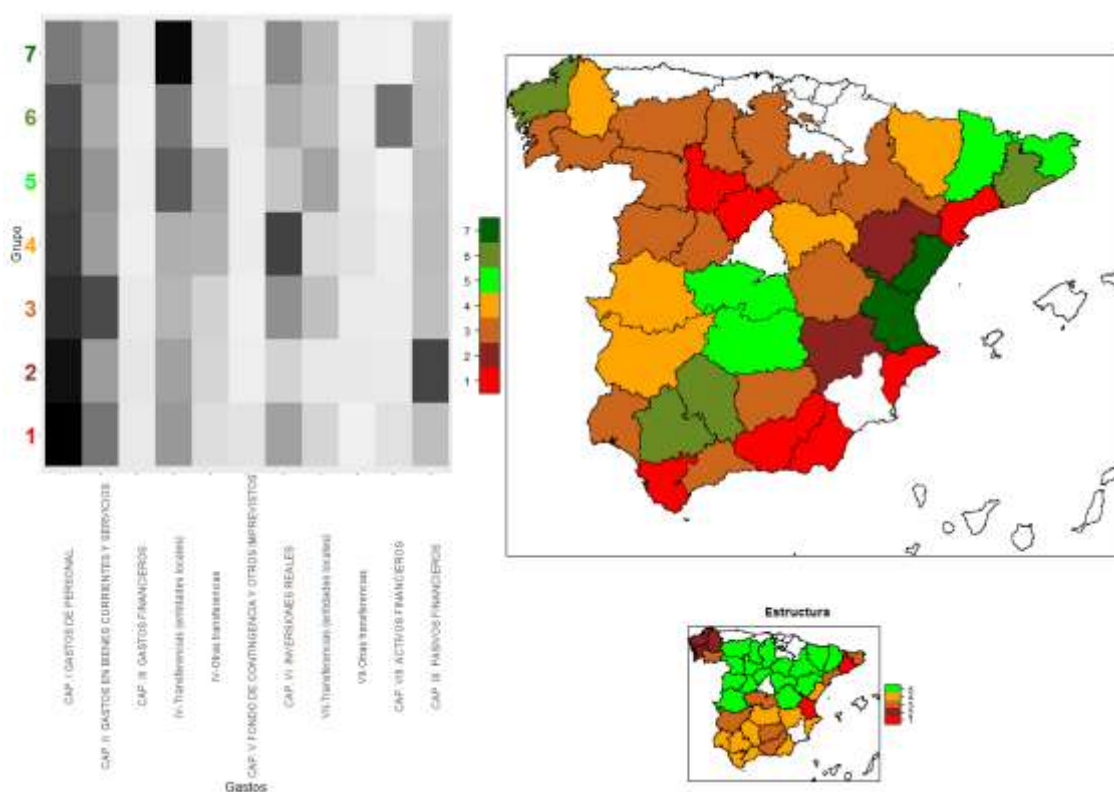 7
6
5
4
3
2
1
Grupo
CAP. I GASTOS DE PERSONAL
CAP. II GASTOS EN BIENES CURRIENTES Y SERVICIOS
CAP. III GASTOS FINANCIEROS
IV-Transferencias (entidades locales)
IV-Otras transferencias
CAP. V FONDO DE CONTINGENCIA Y OTROS IMPREVISTOS
CAP. VI INVERSIONES REALES
VII-Transferencias (entidades locales)
VII-Otras transferencias
CAP. VIII ACTIVOS FINANCIEROS
CAP. IX PASIVOS FINANCIEROS
Gastos
7
6
5
4
3
2
1
Estructura